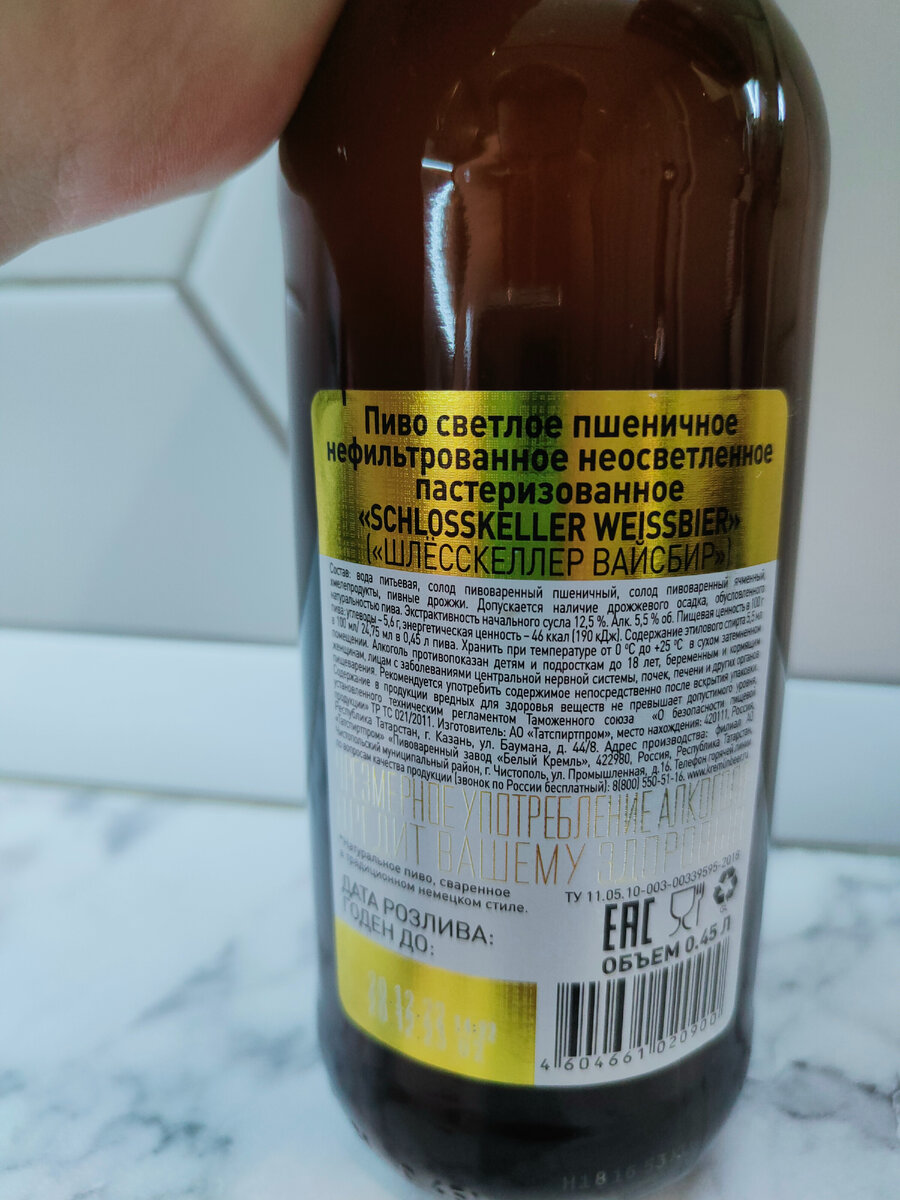 Пиво светлое пшеничное
нефильтрованное неосветленное
пастеризованное
«SCHLOSSKELLER WEISSBIER»
(«ШЛЁССКЕЛЛЕР ВАЙСБИР»)
Состав: вода питьевая, солод пивоваренный пшеничный, солод пивоваренный ячменный,
хмелепродукты, пивные дрожжи. Допускается наличие дрожжевого осадка, обусловленного
натуральностью пива. Экстрактивность начального сусла 12,5 %. Алк. 5,5 % об. Пищевая ценность в 100 г
пива: углеводы – 5,6 г, энергетическая ценность – 46 ккал (190 кДж). Содержание этилового спирта 5,5 мл
в 100 мл/ 24,75 мл в 0,45 л пива. Хранить при температуре от 0 °С до +25 °С в сухом затемненном
помещении. Алкоголь противопоказан детям и подросткам до 18 лет, беременным и кормящим
женщинам, лицам с заболеваниями центральной нервной системы, почек, печени и других органов
пищеварения. Рекомендуется употребить содержимое непосредственно после вскрытия упаковки.
Содержание в продукции вредных для здоровья веществ не превышает допустимого уровня,
установленного техническим регламентом Таможенного союза «О безопасности пищевой
продукции» ТР ТС 021/2011. Изготовитель: АО «Татспиртпром», место нахождения: 420111, Россия,
Республика Татарстан, г. Казань, ул. Баумана, д. 44/8. Адрес производства: филиал АО
«Татспиртпром» «Пивоваренный завод «Белый Кремль», 422980, Россия, Республика Татарстан,
Чистопольский муниципальный район, г. Чистополь, ул. Промышленная, д.16. Телефон горячей линии
по вопросам качества продукции (звонок по России бесплатный): 8(800) 550-51-16. www.kremlinbeer.ru
УПОТРЕБЛЕНИЕ
ВАШЕМУ
*Натуральное пиво, сваренное
в традиционном немецком стиле.
ТУ 11.05.10-003-00339595-2016
ДАТА РОЗЛИВА:
ГОДЕН ДО:
EAC
ОБЪЕМ 0.45 Л
4 604661 020900